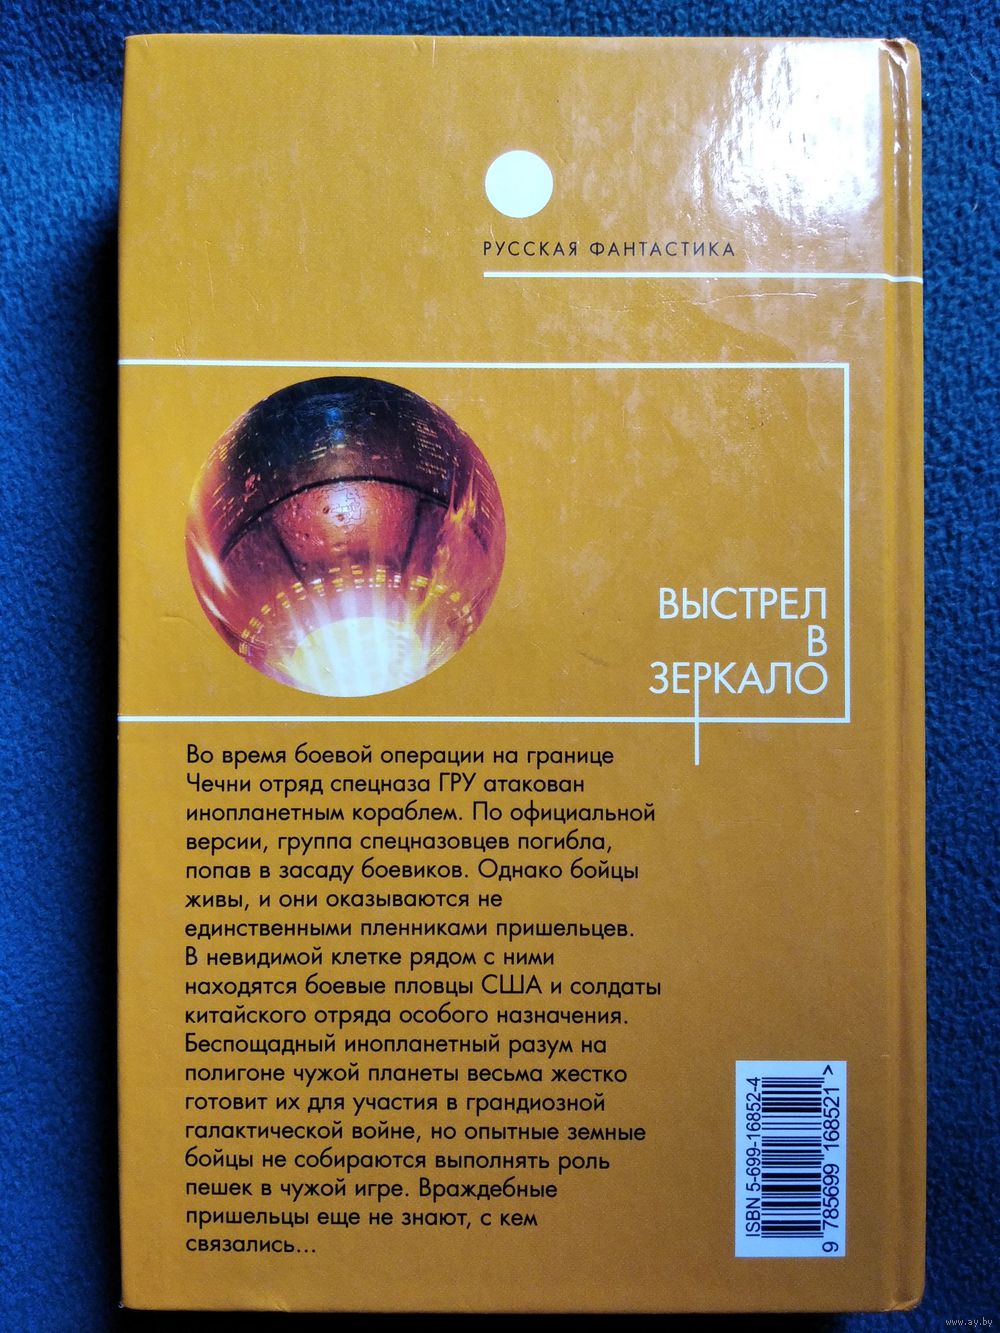 РУССКАЯ ФАНТАСТИКА
ВЫСТРЕЛ
В
ЗЕРКАЛО
Во время боевой операции на границе
Чечни отряд спецназа ГРУ атакован
инопланетным кораблем. По официальной
версии, группа спецназовцев погибла,
попав в засаду боевиков. Однако бойцы
живы, и они оказываются не
единственными пленниками пришельцев.
В невидимой клетке рядом с ними
находятся боевые пловцы США и солдаты
китайского отряда особого назначения.
Беспощадный инопланетный разум на
полигоне чужой планеты весьма жестко
готовит их для участия в грандиозной
галактической войне, но опытные земные
бойцы не собираются выполнять роль
пешек в чужой игре. Враждебные
пришельцы еще не знают, с кем
связались...
ISBN 5-699-16852-4
9 785699 168521 >
www.ay.by